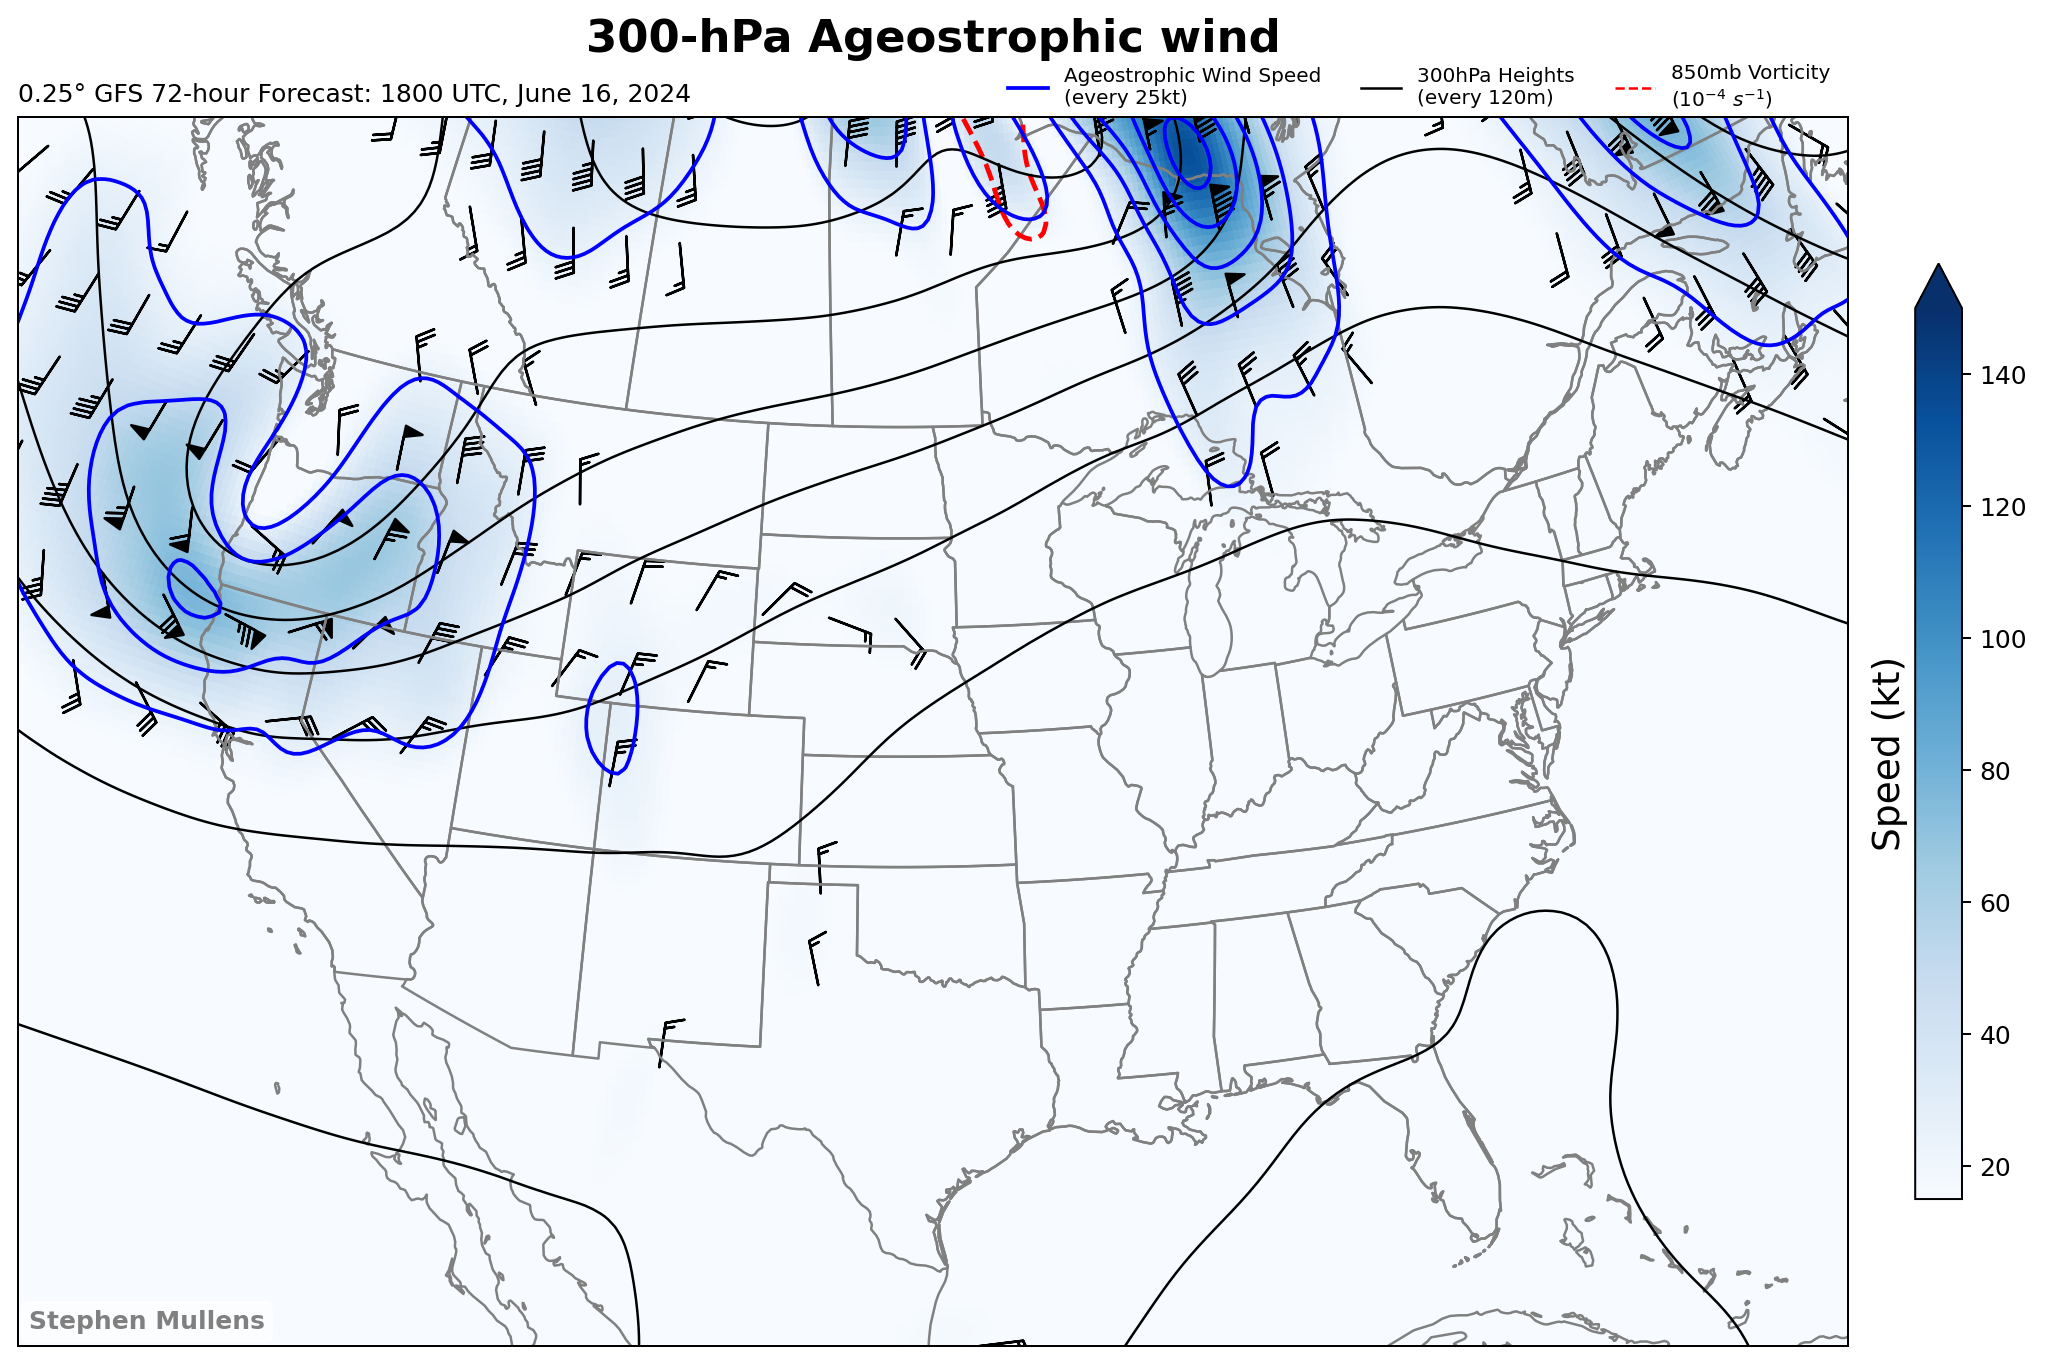 300-hPa Ageostrophic wind
0.25° GFS 72-hour Forecast: 1800 UTC, June 16, 2024
Ageostrophic Wind Speed
(every 25kt)
300hPa Heights
(every 120m)
850mb Vorticity
(10⁻⁴ s⁻¹)
140
120
100
80
60
40
20
Speed (kt)
Stephen Mullens